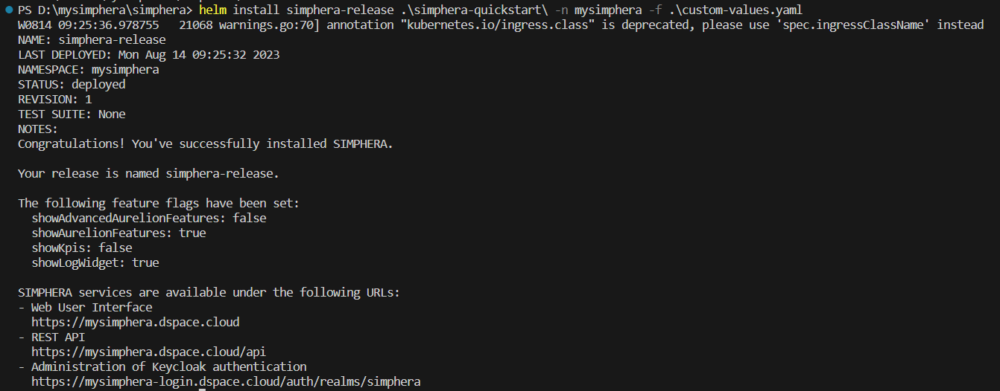 PS D:\mysimphera\simphera> helm install simphera-release .\simphera-quickstart\ -n mysimphera -f .\custom-values.yaml
W0814 09:25:36.978755   21068 warnings.go:70] annotation "kubernetes.io/ingress.class" is deprecated, please use 'spec.ingressClassName' instead
NAME: simphera-release
LAST DEPLOYED: Mon Aug 14 09:25:32 2023
NAMESPACE: mysimphera
STATUS: deployed
REVISION: 1
TEST SUITE: None
NOTES:
Congratulations! You've successfully installed SIMPHERA.

Your release is named simphera-release.

The following feature flags have been set:
  showAdvancedAurelionFeatures: false
  showAurelionFeatures: true
  showKpis: false
  showLogWidget: true

SIMPHERA services are available under the following URLs:
- Web User Interface
  https://mysimphera.dspace.cloud
- REST API
  https://mysimphera.dspace.cloud/api
- Administration of Keycloak authentication
  https://mysimphera-login.dspace.cloud/auth/realms/simphera